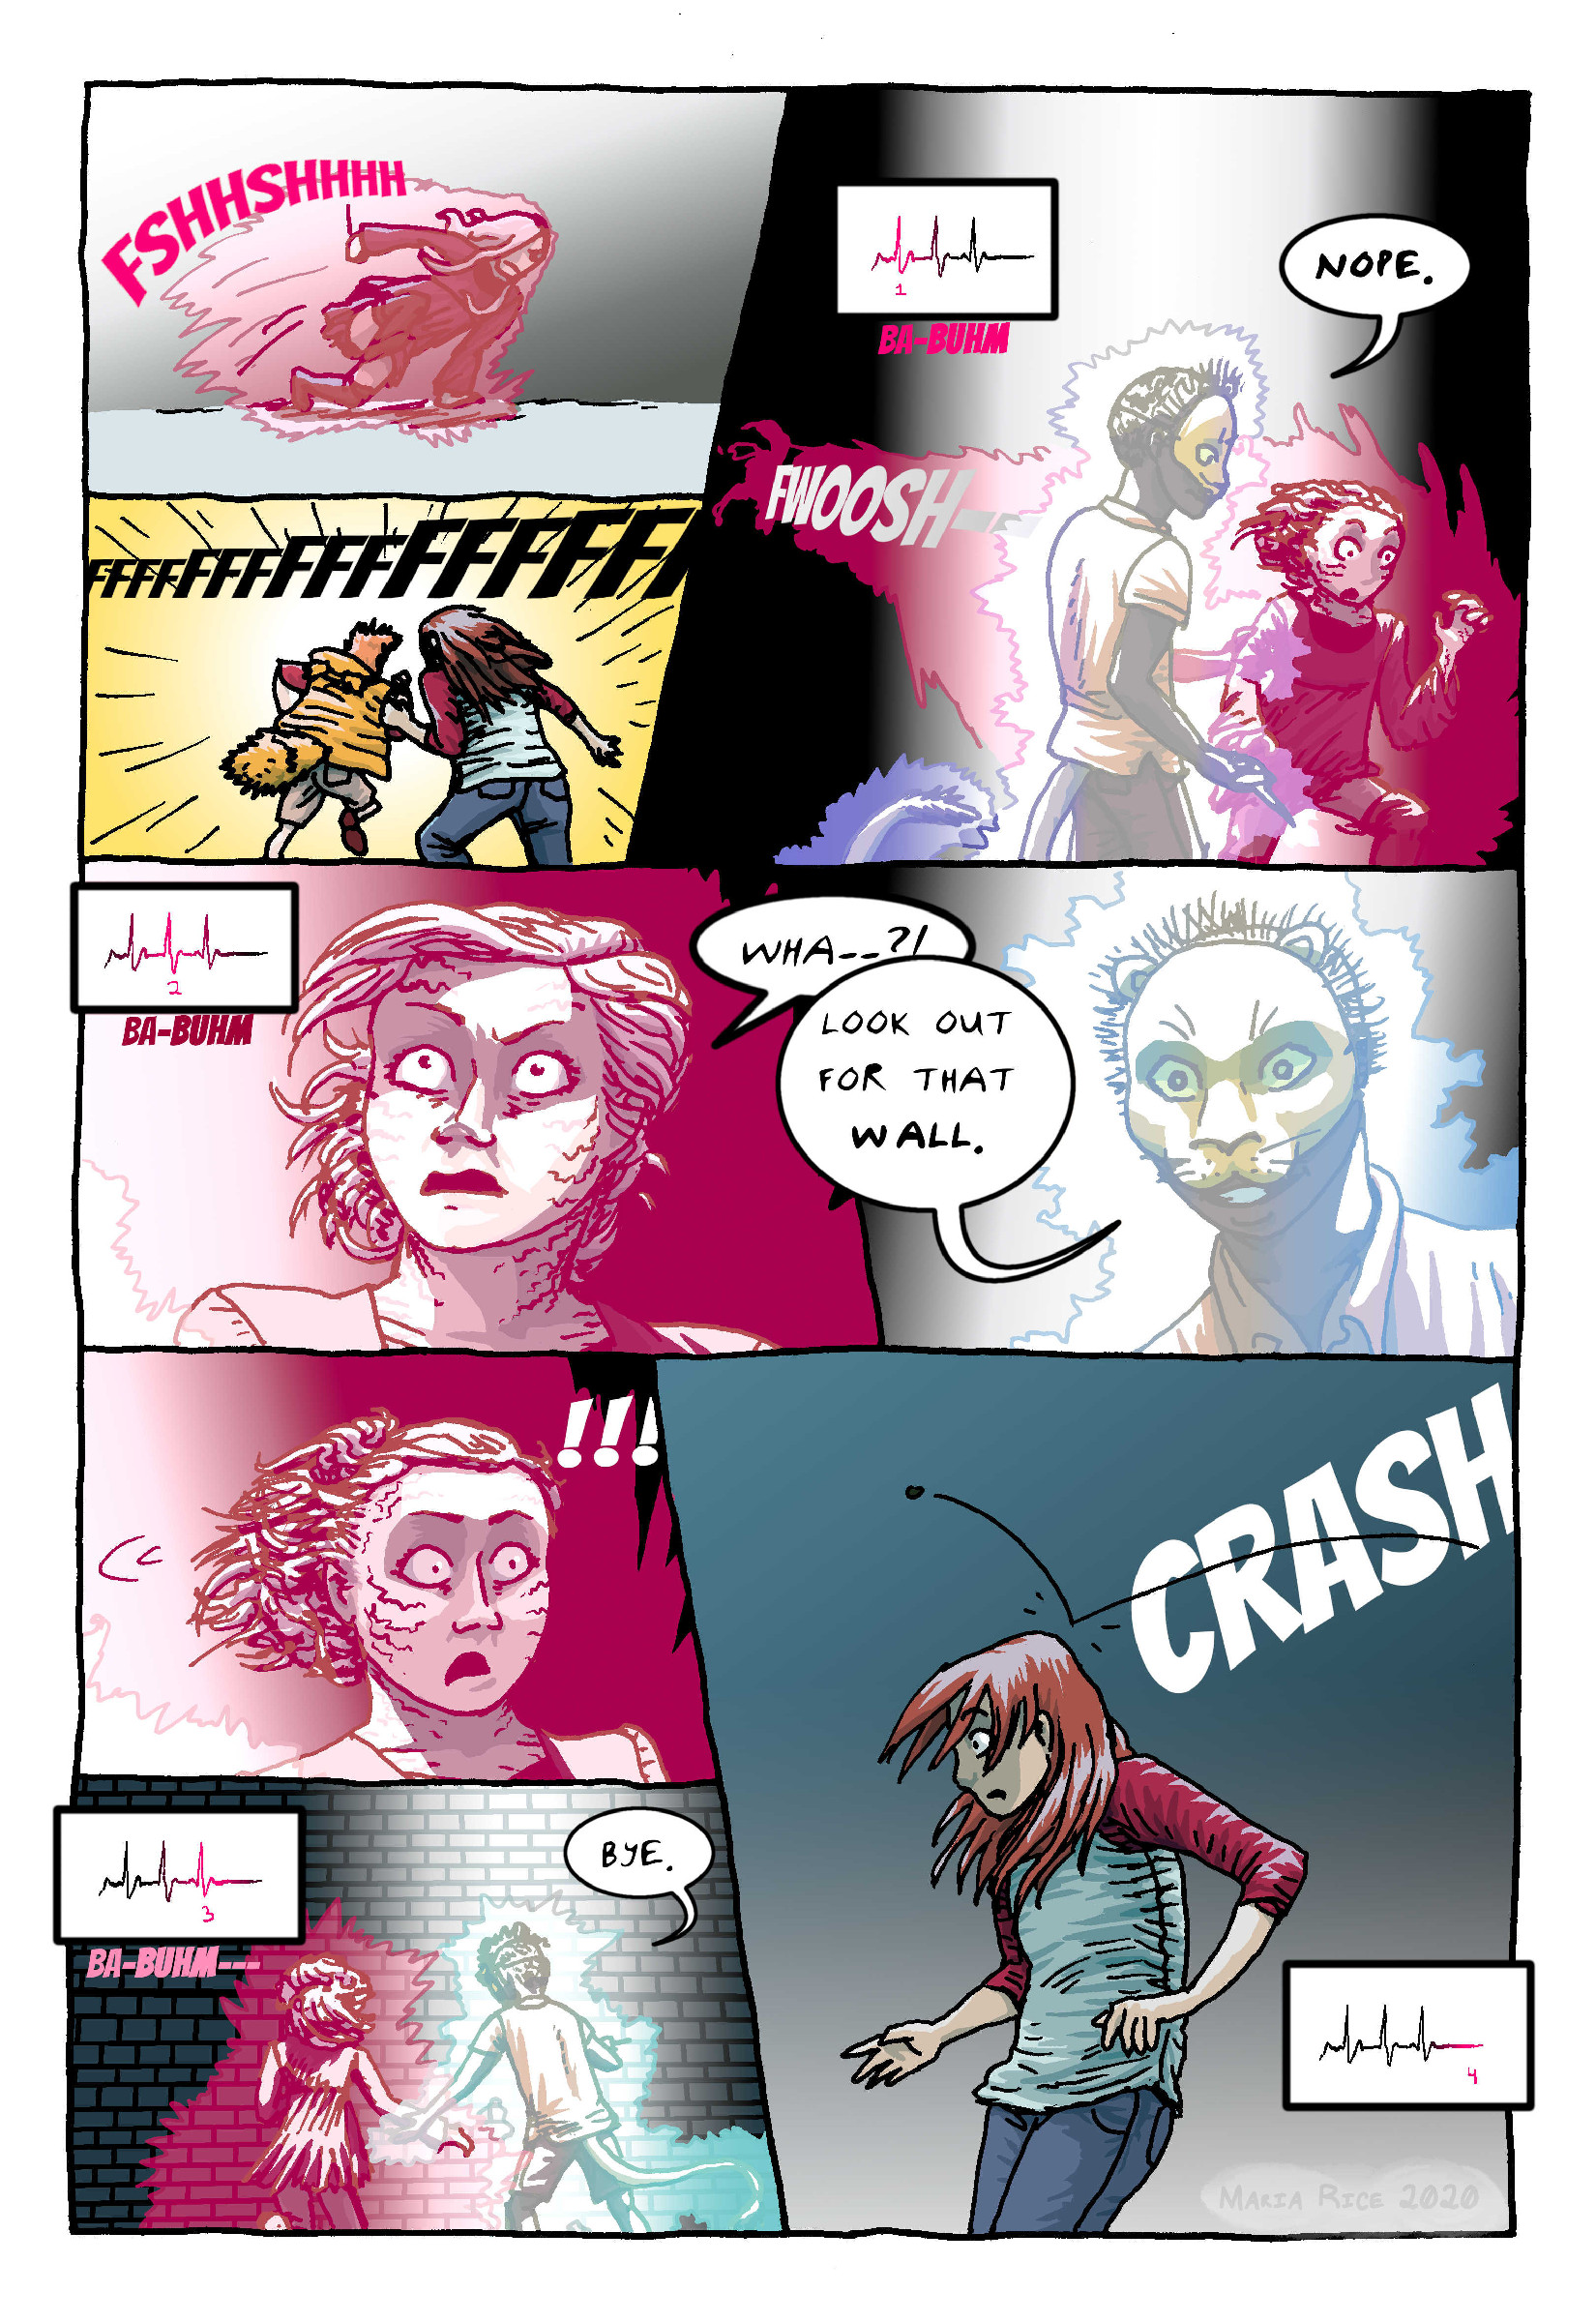 FSHHSHHHH
FFFFFFFFFFFFFFFFF
1
BA-BUHM
NOPE.
FWOOSH--
2
BA-BUHM
WHA--?!
LOOK OUT
FOR THAT
WALL.
!!!
3
BA-BUHM---
BYE.
CRASH
4
MARIA RICE 2020